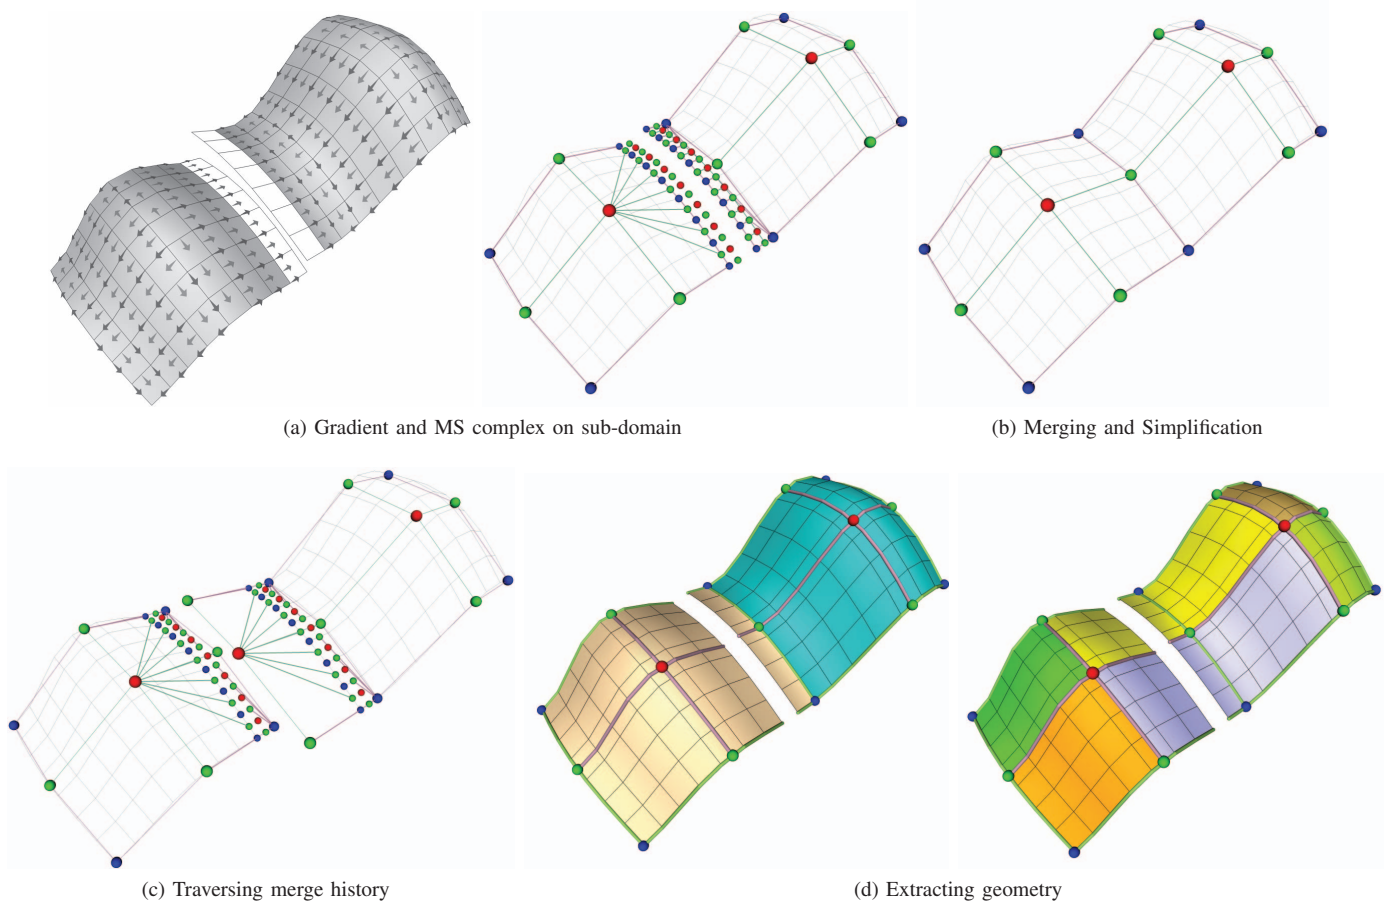 (a) Gradient and MS complex on sub-domain
(b) Merging and Simplification
(c) Traversing merge history
(d) Extracting geometry